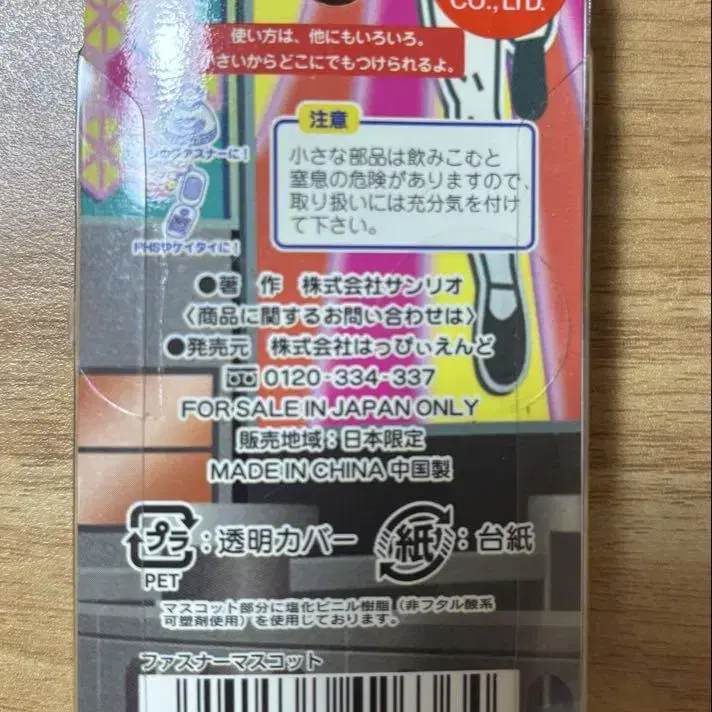 CO.,LTD.
使い方は、他にもいろいろ。
小さいからどこにでもつけられるよ。
注意
小さな部品は飲みこむと
窒息の危険がありますので、
取り扱いには充分気を付け
て下さい。
ファスナーに!
PHSやケイタイに!
●著 作 株式会社サンリオ
〈商品に関するお問い合わせは〉
●発売元 株式会社はっぴぃえんど
0120-334-337
FOR SALE IN JAPAN ONLY
販売地域:日本限定
MADE IN CHINA 中国製
プラ:透明カバー 紙:台紙
PET
マスコット部分に塩化ビニル樹脂(非フタル酸系
可塑剤使用)を使用しております。
ファスナーマスコット